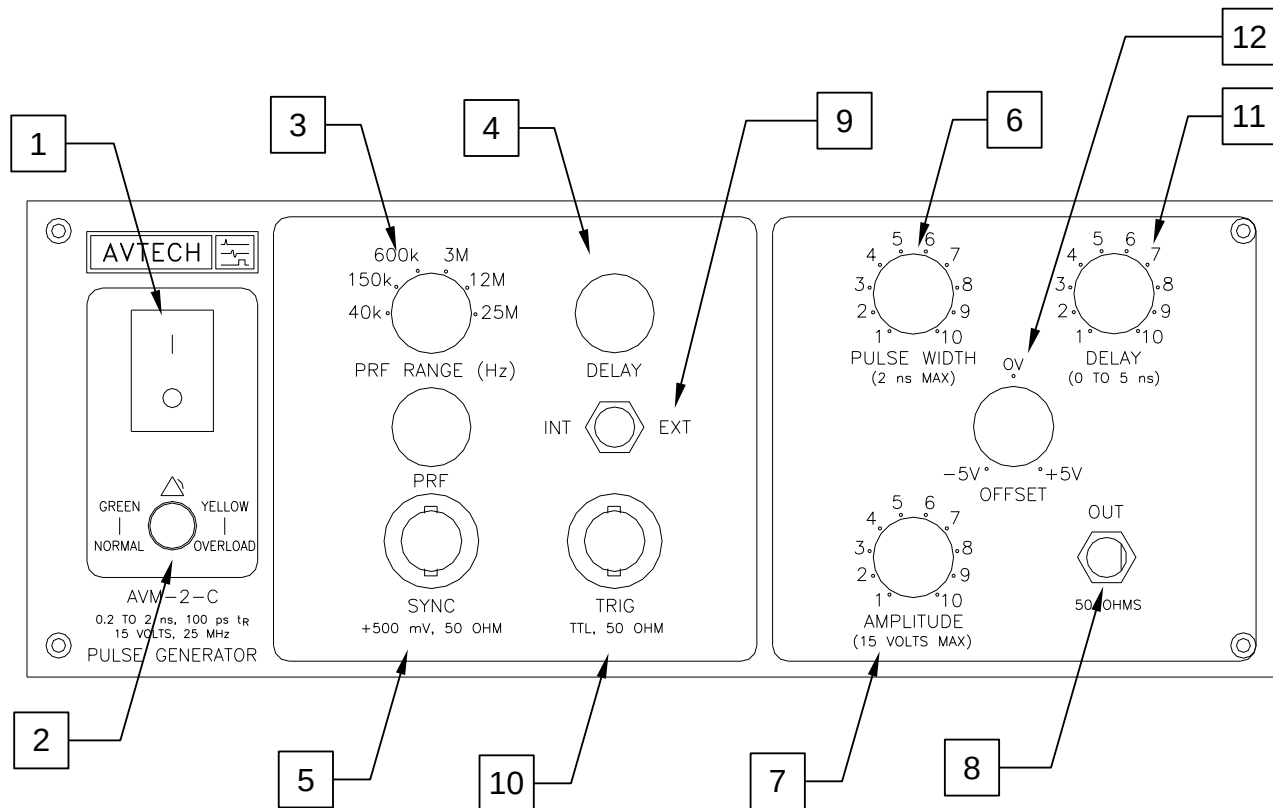 12
1
3
4
9
6
11
AVTECH
I
O
GREEN
NORMAL
YELLOW
OVERLOAD
AVM-2-C
0.2 TO 2 ns, 100 ps tR
15 VOLTS, 25 MHz
PULSE GENERATOR
40k
150k
600k
3M
12M
25M
PRF RANGE (Hz)
DELAY
INT
EXT
PRF
SYNC
+500 mV, 50 OHM
TRIG
TTL, 50 OHM
1
2
3
4
5
6
7
8
9
10
PULSE WIDTH
(2 ns MAX)
1
2
3
4
5
6
7
8
9
10
DELAY
(0 TO 5 ns)
0V
-5V
+5V
OFFSET
1
2
3
4
5
6
7
8
9
10
AMPLITUDE
(15 VOLTS MAX)
OUT
50 OHMS
2
5
10
7
8